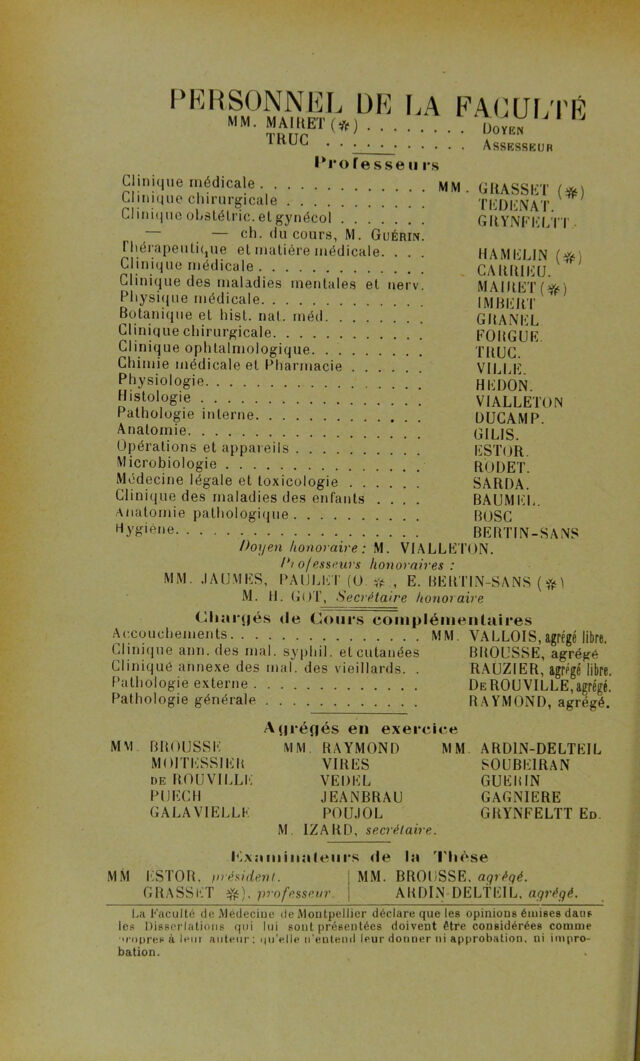 PERSONNEL DE LA FACULTÉ
MM. MAIRET (✻) . . . . . . . . DOYEN
TRUC . . . . . . . . . . . ASSESSEUR
Professeurs
Clinique médicale . . . . . . . . . . . . . MM. GRASSET (✻)
Clinique chirurgicale . . . . . . . . . . . TEDENAT.
Clinique obstétric. et gynécol . . . . . . . GRYNFELTT.
— — ch. du cours, M. GUÉRIN.
Thérapeutique et matière médicale. . . . HAMELIN (✻)
Clinique médicale . . . . . . . . . . . . . CARRIEU.
Clinique des maladies mentales et nerv. MAIRET (✻)
Physique médicale. . . . . . . . . . . . . IMBERT
Botanique et hist. nat. méd. . . . . . . . GRANEL
Clinique chirurgicale. . . . . . . . . . . . FORGUE.
Clinique ophtalmologique. . . . . . . . . TRUC.
Chimie médicale et Pharmacie . . . . . . VILLE.
Physiologie. . . . . . . . . . . . . . . . . HEDON.
Histologie . . . . . . . . . . . . . . . . . VIALLETON
Pathologie interne. . . . . . . . . . . . . DUCAMP.
Anatomie. . . . . . . . . . . . . . . . . . GILIS.
Opérations et appareils . . . . . . . . . . ESTOR.
Microbiologie . . . . . . . . . . . . . . . RODET.
Médecine légale et toxicologie . . . . . . SARDA.
Clinique des maladies des enfants . . . . BAUMEL.
Anatomie pathologique . . . . . . . . . . BOSC
Hygiène. . . . . . . . . . . . . . . . . . . BERTIN-SANS
Doyen honoraire : M. VIALLETON.
Professeurs honoraires :
MM. JAUMES, PAULET (O. ✻, E. BERTIN-SANS (✻)
M. H. GOT, Secrétaire honoraire
Chargés de Cours complémentaires
Accouchements. . . . . . . . . . . . . . . MM. VALLOIS, agrégé libre.
Clinique ann. des mal. syphil. et cutanées BROUSSE, agrégé
Clinique annexe des mal. des vieillards. . RAUZIER, agrégé libre.
Pathologie externe . . . . . . . . . . . . . DE ROUVILLE, agrégé.
Pathologie générale . . . . . . . . . . . . RAYMOND, agrégé.
Agrégés en exercice
MM. BROUSSE MM. RAYMOND MM. ARDIN-DELTEIL
MOITESSIER VIRES SOUBEIRAN
DE ROUVILLE VEDEL GUERIN
PUECH JEANBRAU GAGNIERE
GALAVIELLE POUJOL GRYNFELTT ED.
M. IZARD, secrétaire.
Examinateurs de la Thèse
MM ESTOR, président. MM. BROUSSE, agrégé.
GRASSET ✻), professeur ARDIN-DELTEIL, agrégé.
La Faculté de Médecine de Montpellier déclare que les opinions émises dans
les Dissertations qui lui sont présentées doivent être considérées comme
propres à leur auteur; qu'elle n'entend leur donner ni approbation, ni impro-
bation.